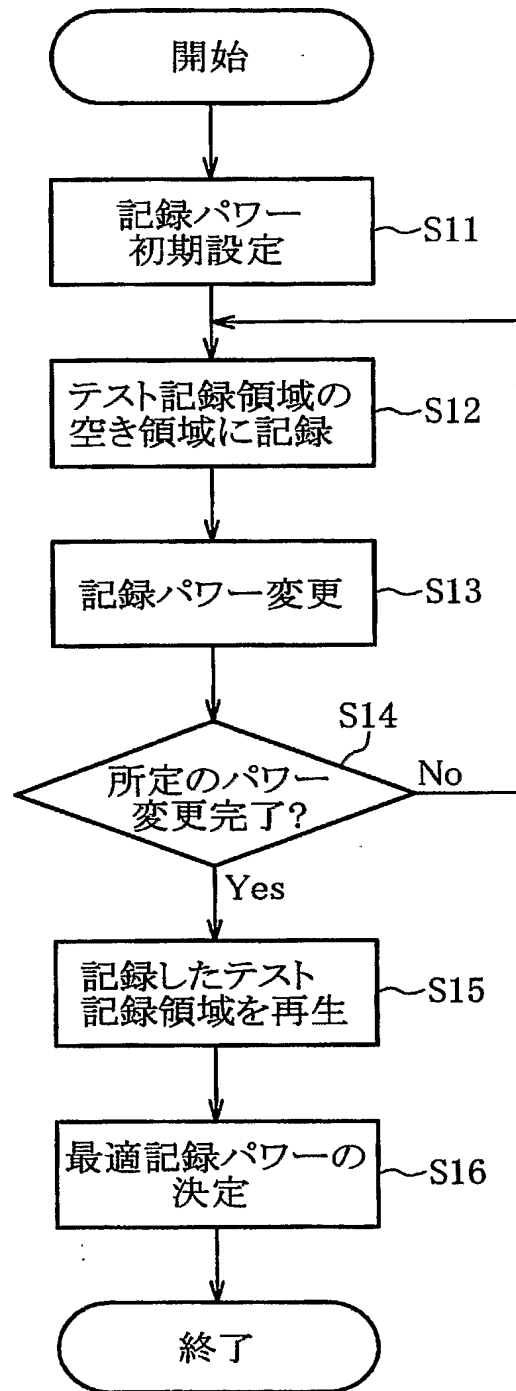 開始
記録パワー
初期設定
S11
テスト記録領域の
空き領域に記録
S12
記録パワー変更
S13
S14
所定のパワー
変更完了?
No
Yes
記録したテスト
記録領域を再生
S15
最適記録パワーの
決定
S16
終了